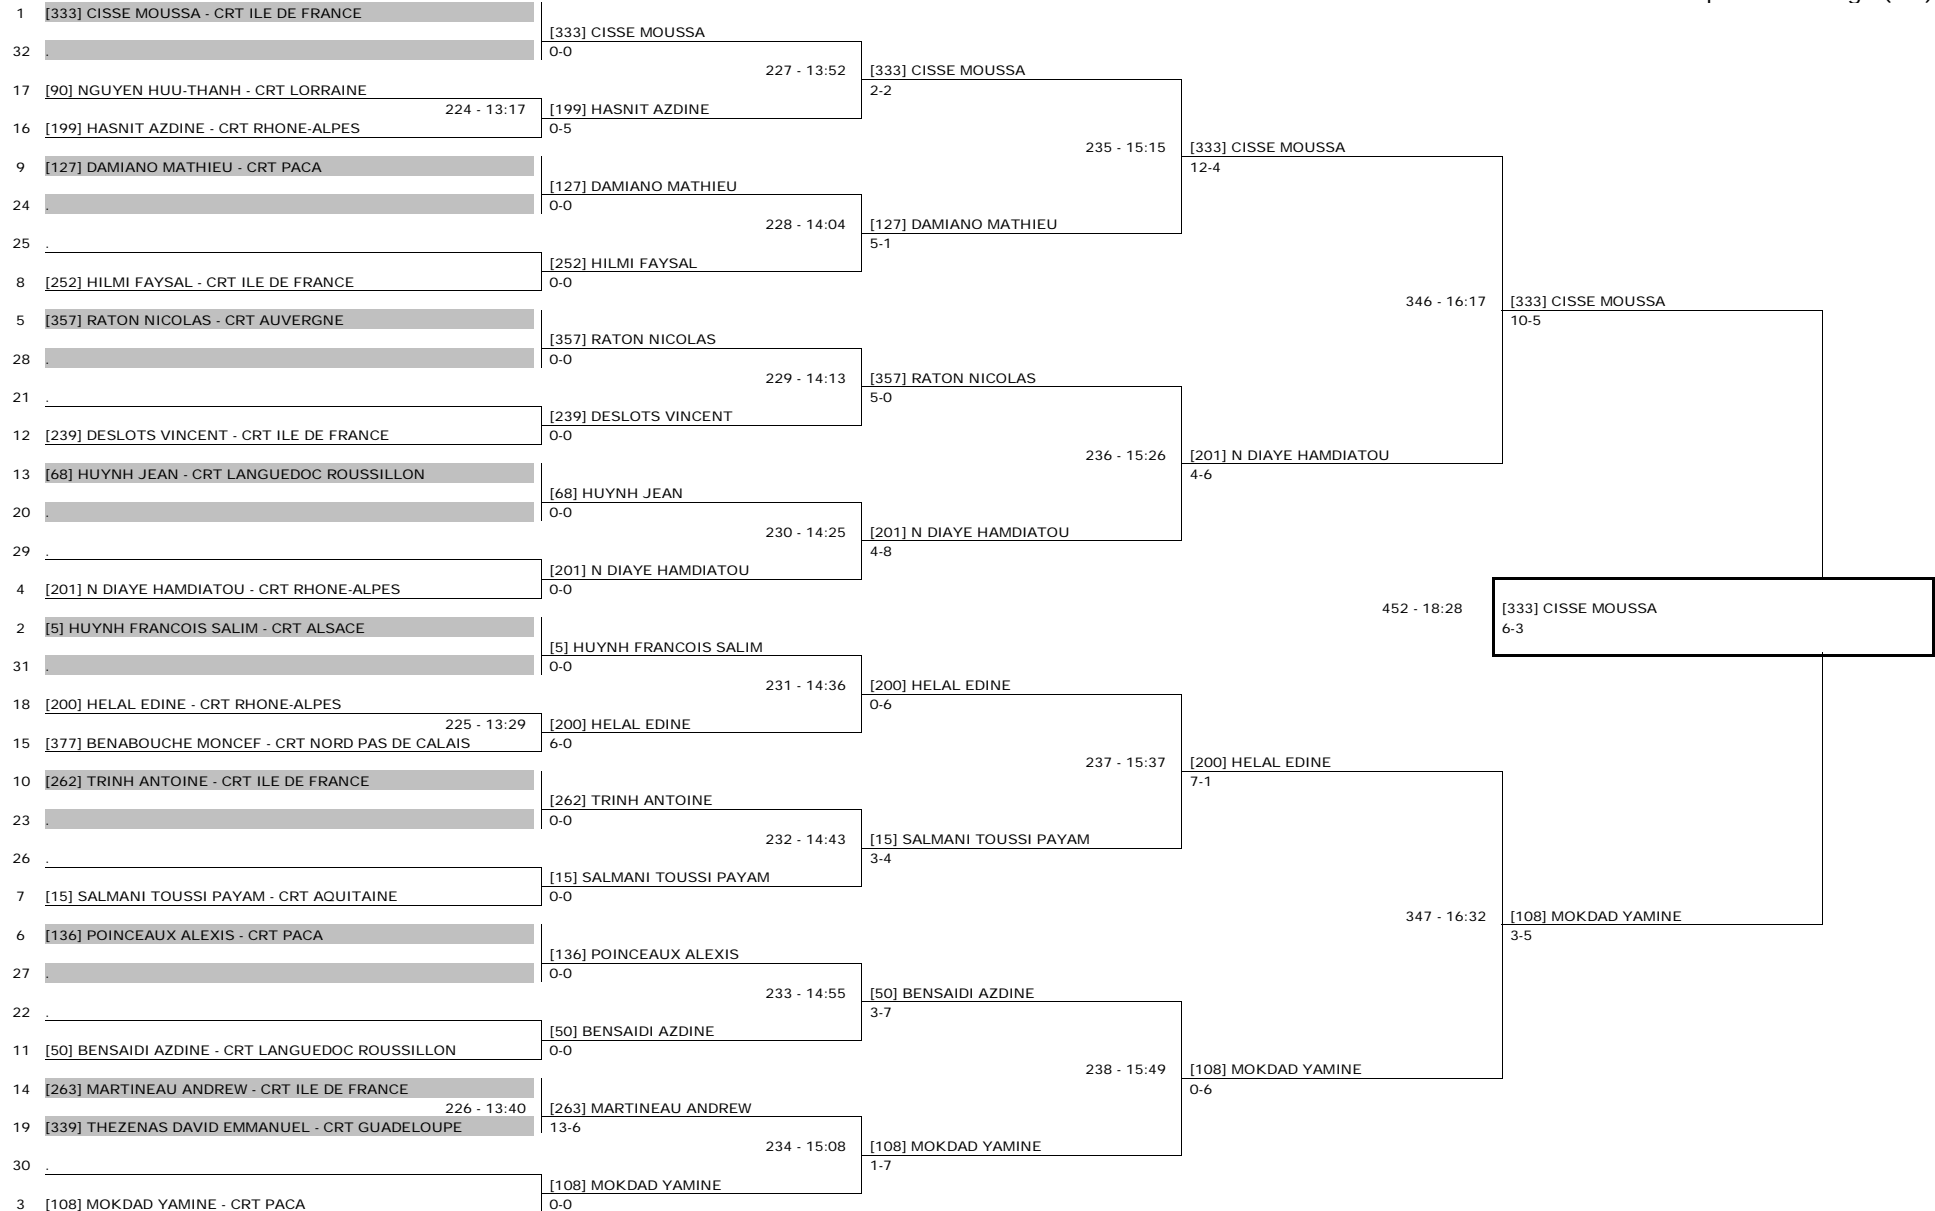 1 [333] CISSE MOUSSA - CRT ILE DE FRANCE
[333] CISSE MOUSSA
32 . 0-0
227 - 13:52 [333] CISSE MOUSSA
17 [90] NGUYEN HUU-THANH - CRT LORRAINE 2-2
224 - 13:17 [199] HASNIT AZDINE
16 [199] HASNIT AZDINE - CRT RHONE-ALPES 0-5
235 - 15:15 [333] CISSE MOUSSA
9 [127] DAMIANO MATHIEU - CRT PACA 12-4
[127] DAMIANO MATHIEU
24 . 0-0
228 - 14:04 [127] DAMIANO MATHIEU
25 . 5-1
[252] HILMI FAYSAL
8 [252] HILMI FAYSAL - CRT ILE DE FRANCE 0-0
346 - 16:17 [333] CISSE MOUSSA
5 [357] RATON NICOLAS - CRT AUVERGNE 10-5
[357] RATON NICOLAS
28 . 0-0
229 - 14:13 [357] RATON NICOLAS
21 . 5-0
[239] DESLOTS VINCENT
12 [239] DESLOTS VINCENT - CRT ILE DE FRANCE 0-0
236 - 15:26 [201] N DIAYE HAMDIATOU
13 [68] HUYNH JEAN - CRT LANGUEDOC ROUSSILLON 4-6
[68] HUYNH JEAN
20 . 0-0
230 - 14:25 [201] N DIAYE HAMDIATOU
29 . 4-8
[201] N DIAYE HAMDIATOU
4 [201] N DIAYE HAMDIATOU - CRT RHONE-ALPES 0-0
452 - 18:28 [333] CISSE MOUSSA
2 [5] HUYNH FRANCOIS SALIM - CRT ALSACE 6-3
[5] HUYNH FRANCOIS SALIM
31 . 0-0
231 - 14:36 [200] HELAL EDINE
18 [200] HELAL EDINE - CRT RHONE-ALPES 0-6
225 - 13:29 [200] HELAL EDINE
15 [377] BENABOUCHE MONCEF - CRT NORD PAS DE CALAIS 6-0
237 - 15:37 [200] HELAL EDINE
10 [262] TRINH ANTOINE - CRT ILE DE FRANCE 7-1
[262] TRINH ANTOINE
23 . 0-0
232 - 14:43 [15] SALMANI TOUSSI PAYAM
26 . 3-4
[15] SALMANI TOUSSI PAYAM
7 [15] SALMANI TOUSSI PAYAM - CRT AQUITAINE 0-0
347 - 16:32 [108] MOKDAD YAMINE
6 [136] POINCEAUX ALEXIS - CRT PACA 3-5
[136] POINCEAUX ALEXIS
27 . 0-0
233 - 14:55 [50] BENSAIDI AZDINE
22 . 3-7
[50] BENSAIDI AZDINE
11 [50] BENSAIDI AZDINE - CRT LANGUEDOC ROUSSILLON 0-0
238 - 15:49 [108] MOKDAD YAMINE
14 [263] MARTINEAU ANDREW - CRT ILE DE FRANCE 0-6
226 - 13:40 [263] MARTINEAU ANDREW
19 [339] THEZENAS DAVID EMMANUEL - CRT GUADELOUPE 13-6
234 - 15:08 [108] MOKDAD YAMINE
30 . 1-7
[108] MOKDAD YAMINE
3 [108] MOKDAD YAMINE - CRT PACA 0-0